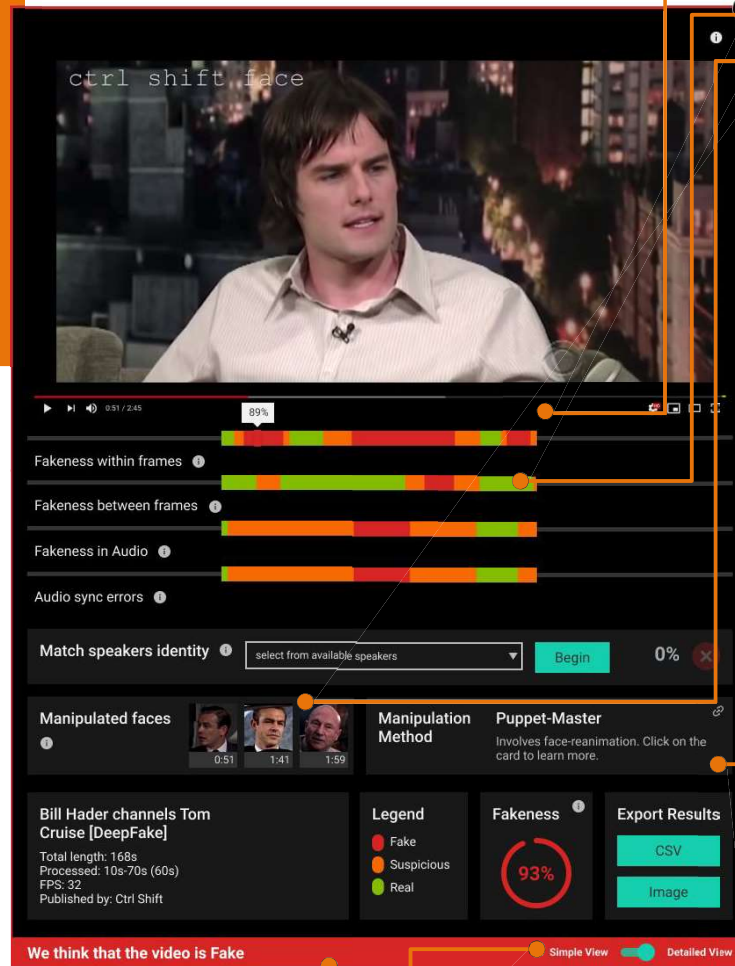 ctrl shift face
0:51 / 2:45
89%
Fakeness within frames
Fakeness between frames
Fakeness in Audio
Audio sync errors
Match speakers identity
select from available speakers
Begin
0%
Manipulated faces
0:51
1:41
1:59
Manipulation
Method
Puppet-Master
Involves face-reanimation. Click on the
card to learn more.
Bill Hader channels Tom
Cruise [DeepFake]
Total length: 168s
Processed: 10s-70s (60s)
FPS: 32
Published by: Ctrl Shift
Legend
Fake
Suspicious
Real
Fakeness
93%
Export Results
CSV
Image
We think that the video is Fake
Simple View
Detailed View